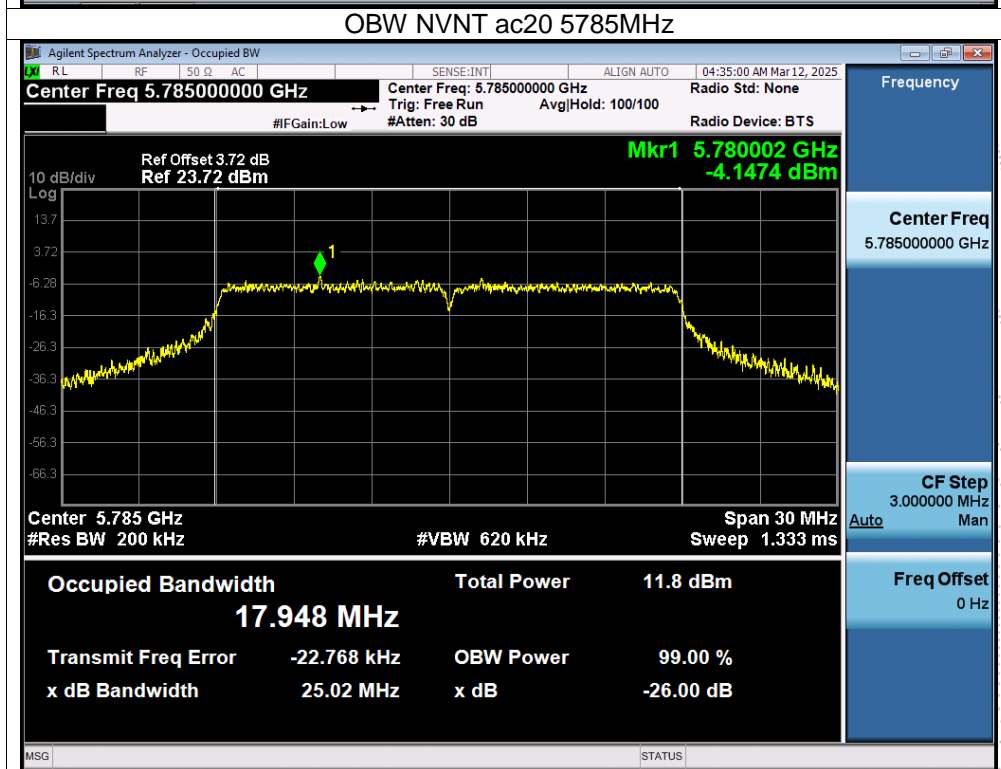 OBW NVNT ac20 5785MHz
Agilent Spectrum Analyzer - Occupied BW
LXI RL RF 50 Ω AC SENSE:INT ALIGN AUTO 04:35:00 AM Mar 12, 2025
Center Freq 5.785000000 GHz
Center Freq: 5.785000000 GHz
Radio Std: None
Trig: Free Run Avg|Hold: 100/100
#IFGain:Low
#Atten: 30 dB
Radio Device: BTS
Frequency
Mkr1 5.780002 GHz
-4.1474 dBm
Ref Offset 3.72 dB
10 dB/div Ref 23.72 dBm
Log
13.7
3.72
1
-6.28
-16.3
-26.3
-36.3
-46.3
-56.3
-66.3
Center 5.785 GHz Span 30 MHz
#Res BW 200 kHz #VBW 620 kHz Sweep 1.333 ms
Center Freq
5.785000000 GHz
CF Step
3.000000 MHz
Auto Man
Freq Offset
0 Hz
Occupied Bandwidth Total Power 11.8 dBm
17.948 MHz
Transmit Freq Error -22.768 kHz OBW Power 99.00 %
x dB Bandwidth 25.02 MHz x dB -26.00 dB
MSG STATUS